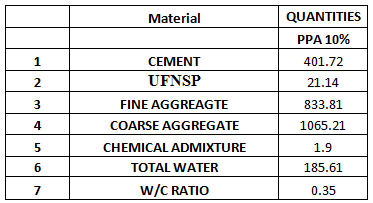 Material QUANTITIES
PPA 10%
1 CEMENT 401.72
2 UFNSP 21.14
3 FINE AGGREAGTE 833.81
4 COARSE AGGREGATE 1065.21
5 CHEMICAL ADMIXTURE 1.9
6 TOTAL WATER 185.61
7 W/C RATIO 0.35